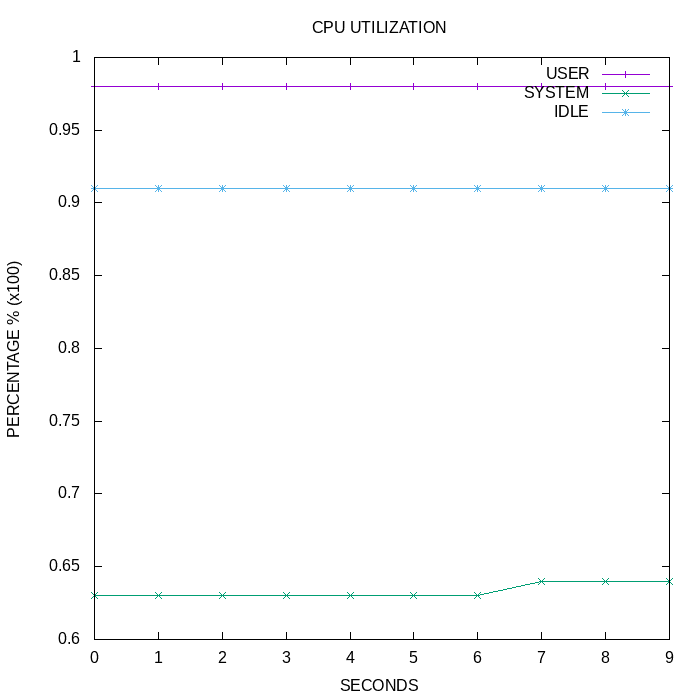 CPU UTILIZATION
1
0.95
0.9
0.85
0.8
0.75
0.7
0.65
0.6
PERCENTAGE % (x100)
USER
SYSTEM
IDLE
0 1 2 3 4 5 6 7 8 9
SECONDS